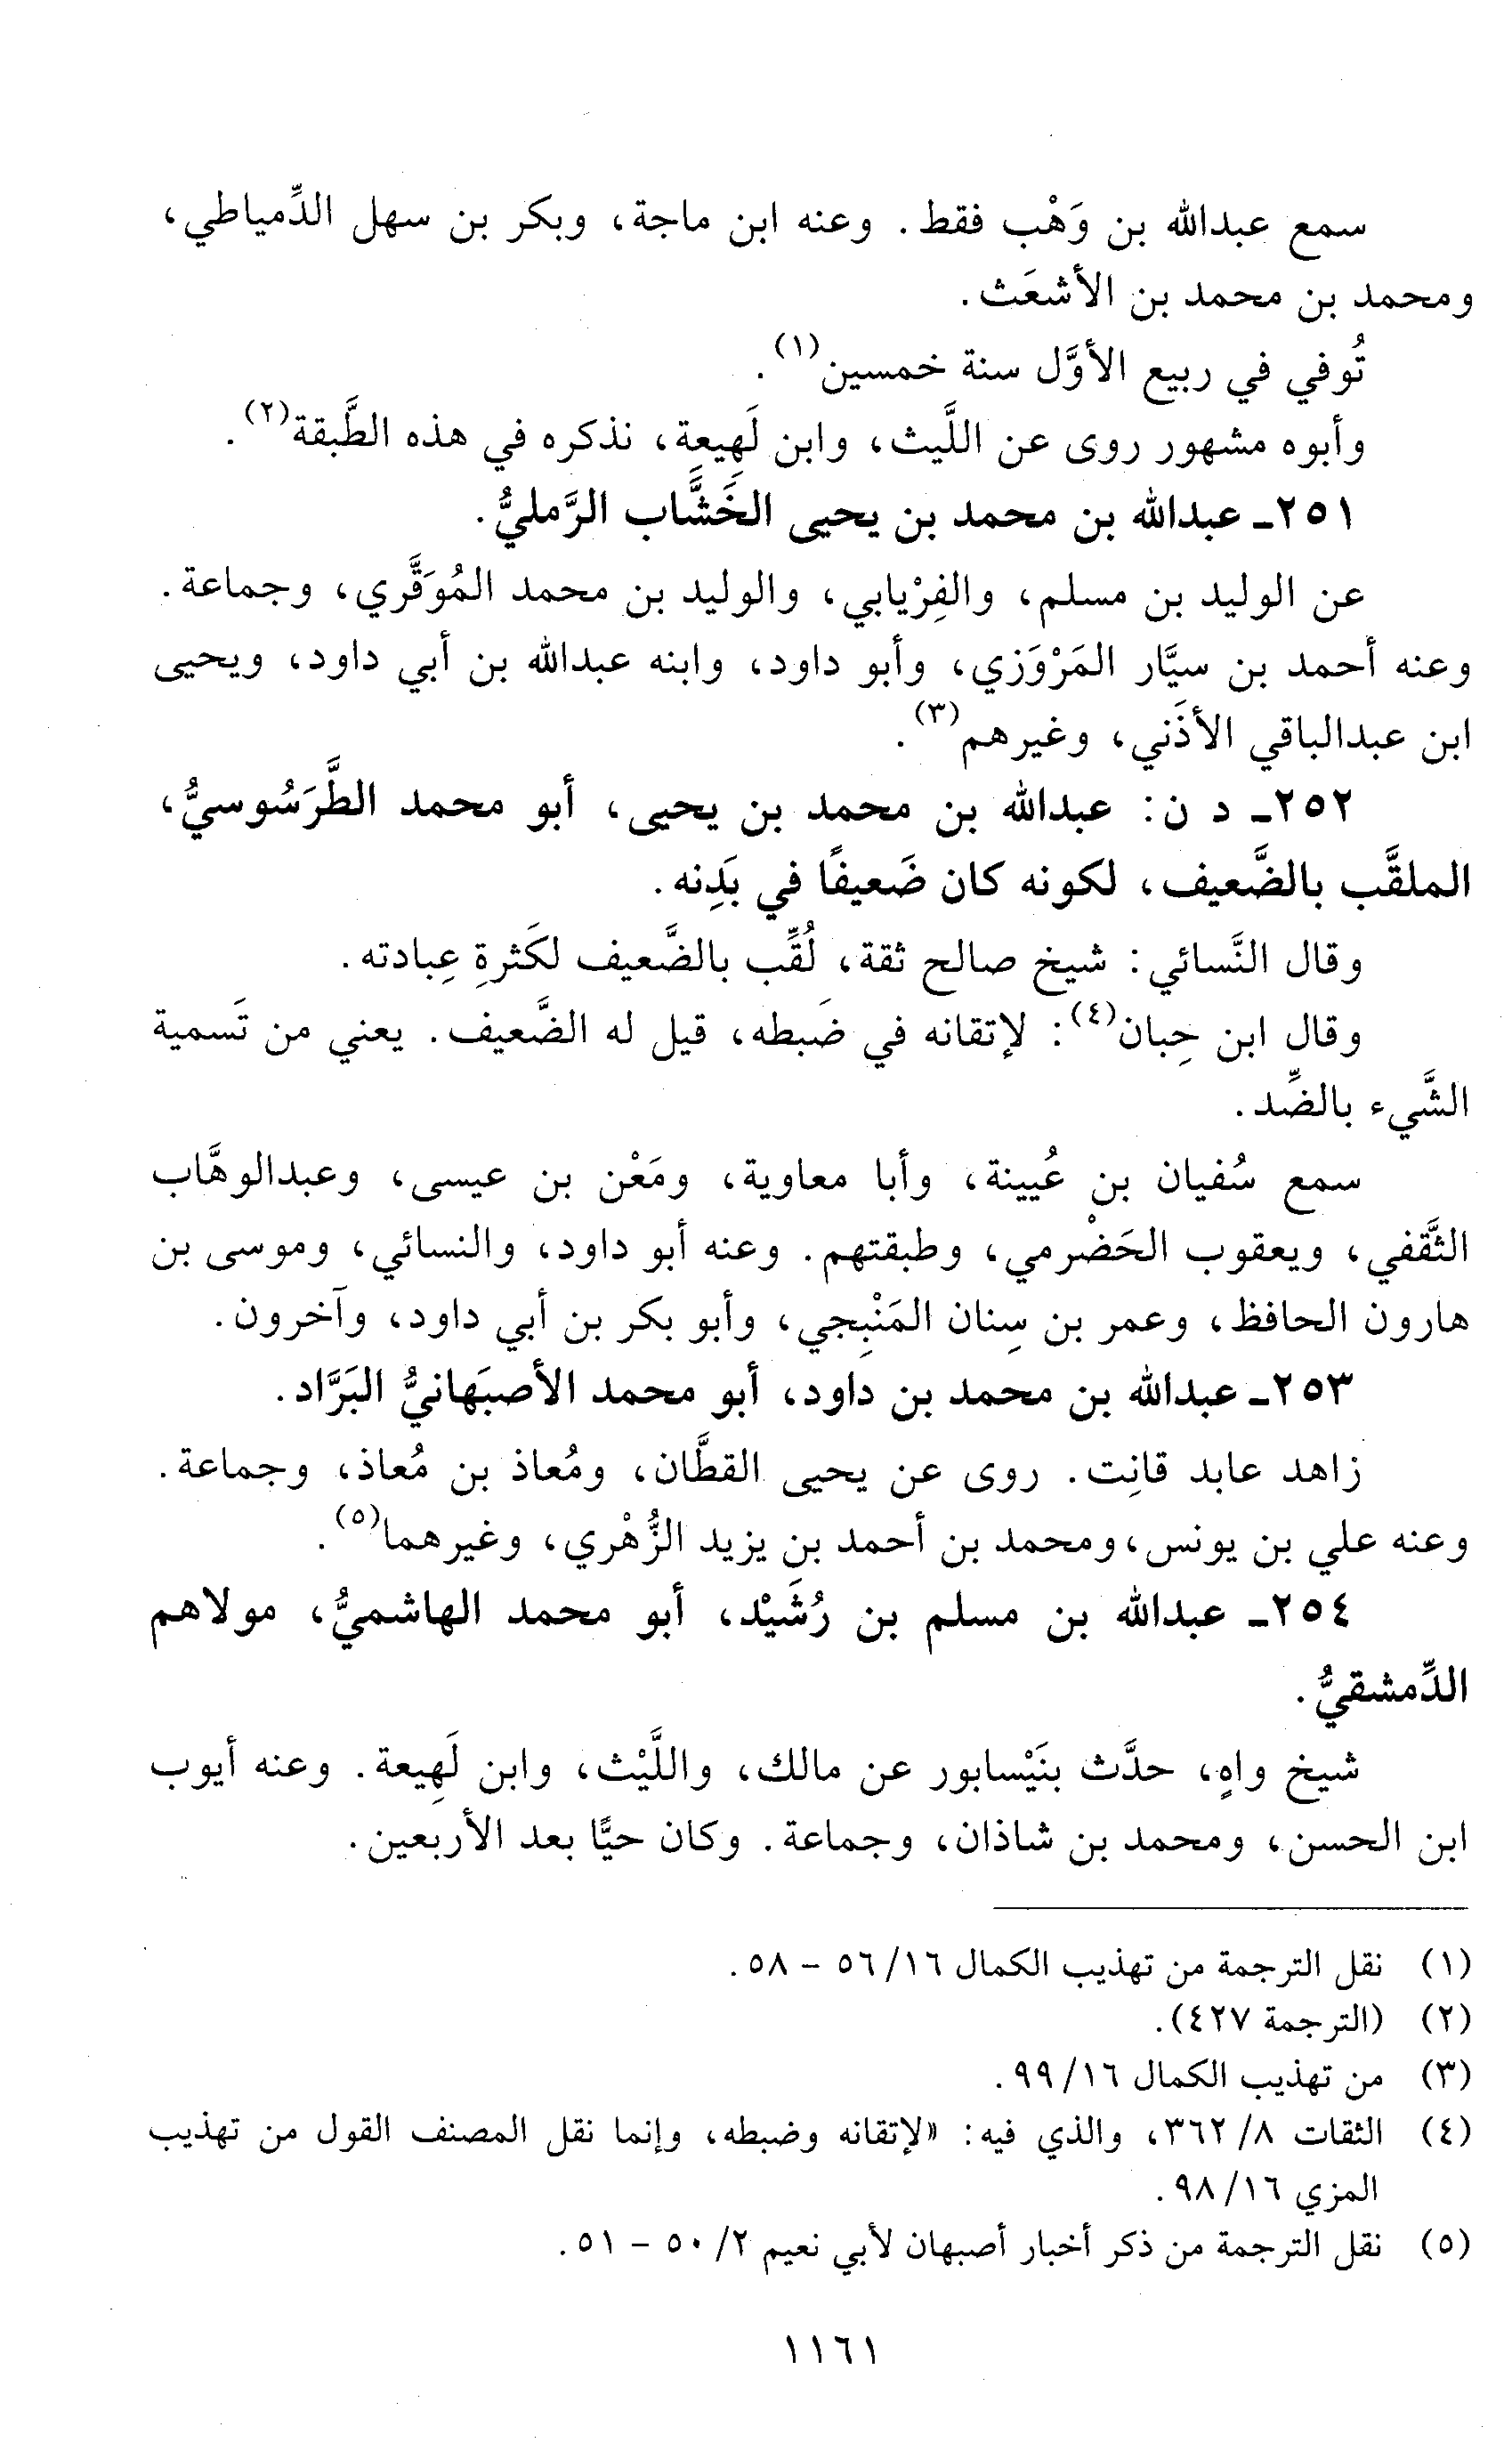 سمع عبدالله بن وَهْب فقط. وعنه ابن ماجة، وبكر بن سهل الدِّمياطي،
ومحمد بن محمد بن الأشعَث.
تُوفي في ربيع الأوَّل سنة خمسين(١).
وأبوه مشهور روى عن اللَّيث، وابن لَهِيعة، نذكره في هذه الطَّبقة(٢).
٢٥١ـ عبدالله بن محمد بن يحيى الخَشَّاب الرَّمليُّ.
عن الوليد بن مسلم، والفِرْيابي، والوليد بن محمد المُوَقَّري، وجماعة.
وعنه أحمد بن سيَّار المَرْوَزي، وأبو داود، وابنه عبدالله بن أبي داود، ويحيى
ابن عبدالباقي الأذَني، وغيرهم(٣).
٢٥٢ـ د ن: عبدالله بن محمد بن يحيى، أبو محمد الطَّرَسُوسيُّ،
الملقَّب بالضَّعيف، لكونه كان ضَعيفًا في بَدِنه.
وقال النَّسائي: شيخ صالح ثقة، لُقِّب بالضَّعيف لكَثرةِ عِبادته.
وقال ابن حِبان(٤): لإتقانه في ضَبطه، قيل له الضَّعيف. يعني من تَسمية
الشَّيء بالضِّد.
سمع سُفيان بن عُيينة، وأبا معاوية، ومَعْن بن عيسى، وعبدالوهَّاب
الثَّقفي، ويعقوب الحَضْرمي، وطبقتهم. وعنه أبو داود، والنسائي، وموسى بن
هارون الحافظ، وعمر بن سِنان المَنْبِجي، وأبو بكر بن أبي داود، وآخرون.
٢٥٣ـ عبدالله بن محمد بن داود، أبو محمد الأصبَهانيُّ البَرَّاد.
زاهد عابد قانِت. روى عن يحيى القطَّان، ومُعاذ بن مُعاذ، وجماعة.
وعنه علي بن يونس، ومحمد بن أحمد بن يزيد الزُّهْري، وغيرهما(٥).
٢٥٤ـ عبدالله بن مسلم بن رُشَيْد، أبو محمد الهاشميُّ، مولاهم
الدِّمشقيُّ.
شيخ واهٍ، حدَّث بنَيْسابور عن مالك، واللَّيْث، وابن لَهِيعة. وعنه أيوب
ابن الحسن، ومحمد بن شاذان، وجماعة. وكان حيًّا بعد الأربعين.
(١) نقل الترجمة من تهذيب الكمال ١٦/ ٥٦ - ٥٨.
(٢) (الترجمة ٤٢٧).
(٣) من تهذيب الكمال ١٦/ ٩٩.
(٤) الثقات ٨/ ٣٦٢، والذي فيه: «لإتقانه وضبطه، وإنما نقل المصنف القول من تهذيب
المزي ١٦/ ٩٨.
(٥) نقل الترجمة من ذكر أخبار أصبهان لأبي نعيم ٢/ ٥٠ - ٥١.
١١٦١